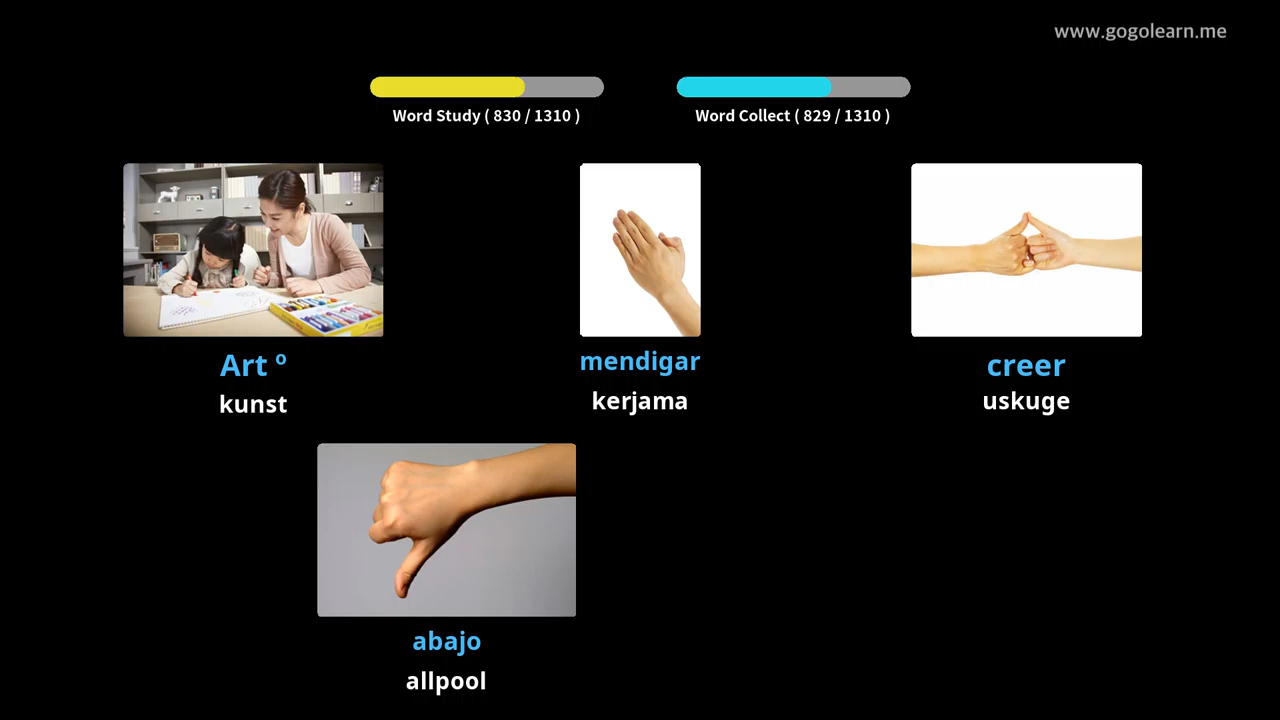 www.gogolearn.me
Word Study ( 830 / 1310 )
Word Collect ( 829 / 1310 )
Art º
kunst
mendigar
kerjama
creer
uskuge
abajo
allpool